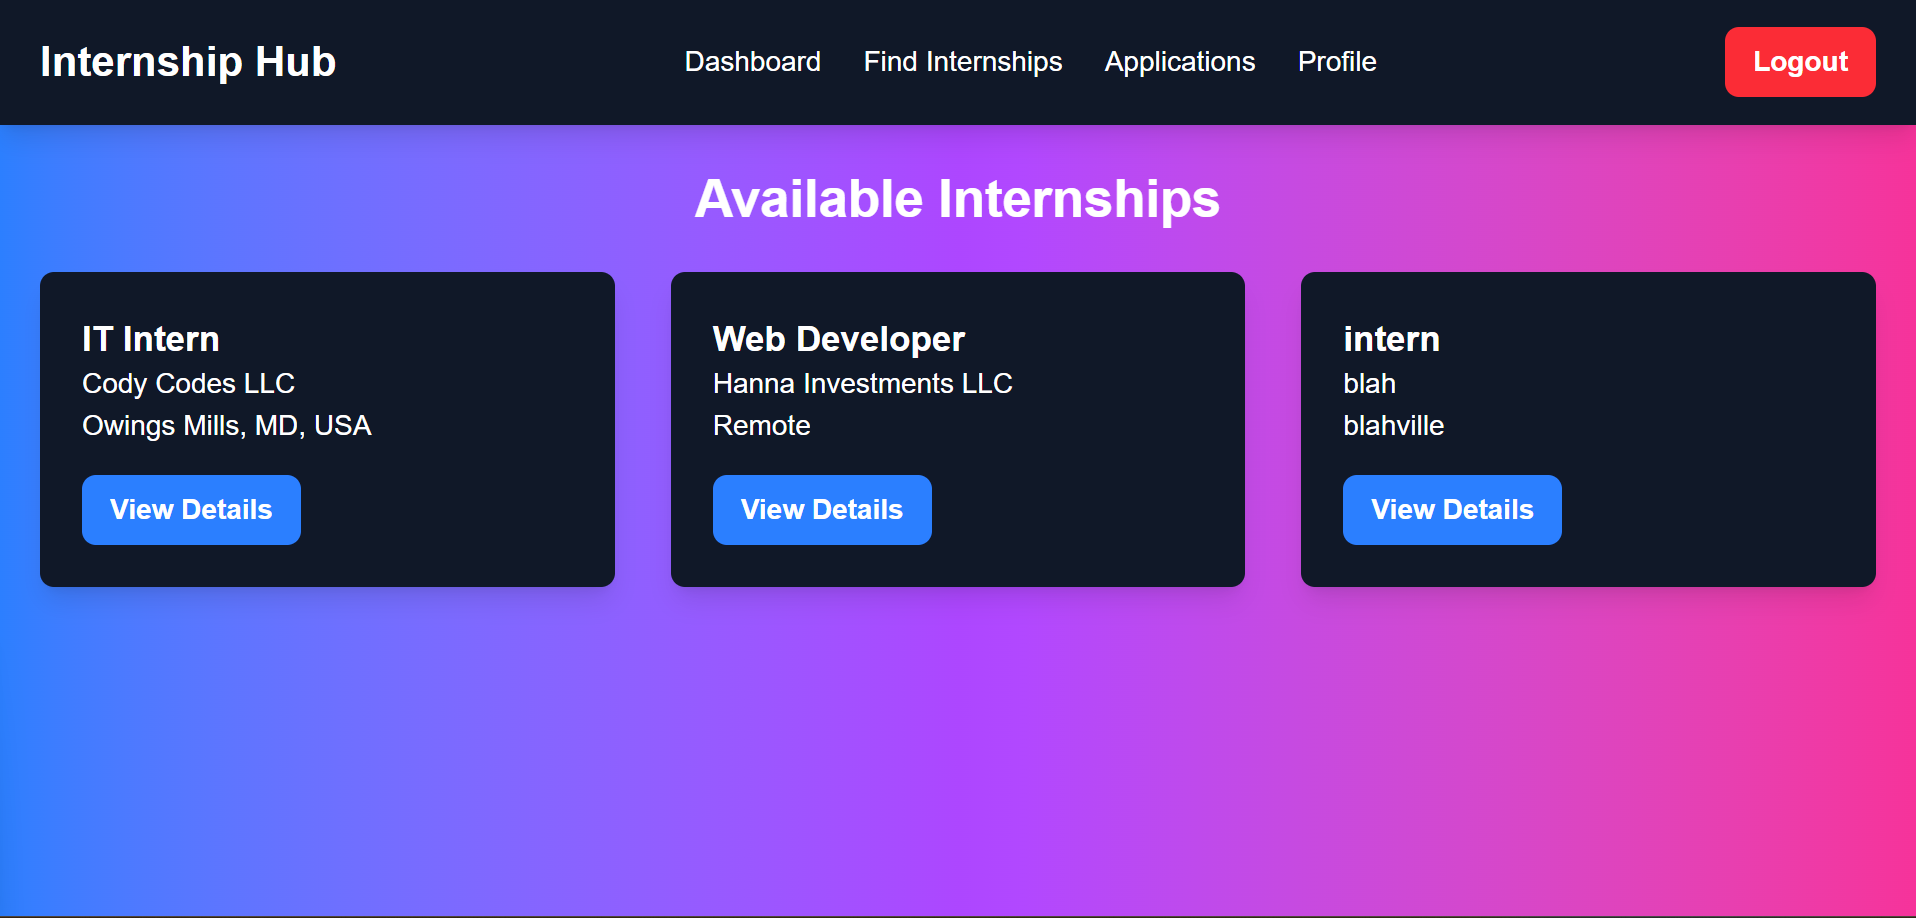 Internship Hub
Dashboard
Find Internships
Applications
Profile
Logout
Available Internships
IT Intern
Cody Codes LLC
Owings Mills, MD, USA
View Details
Web Developer
Hanna Investments LLC
Remote
View Details
intern
blah
blahville
View Details